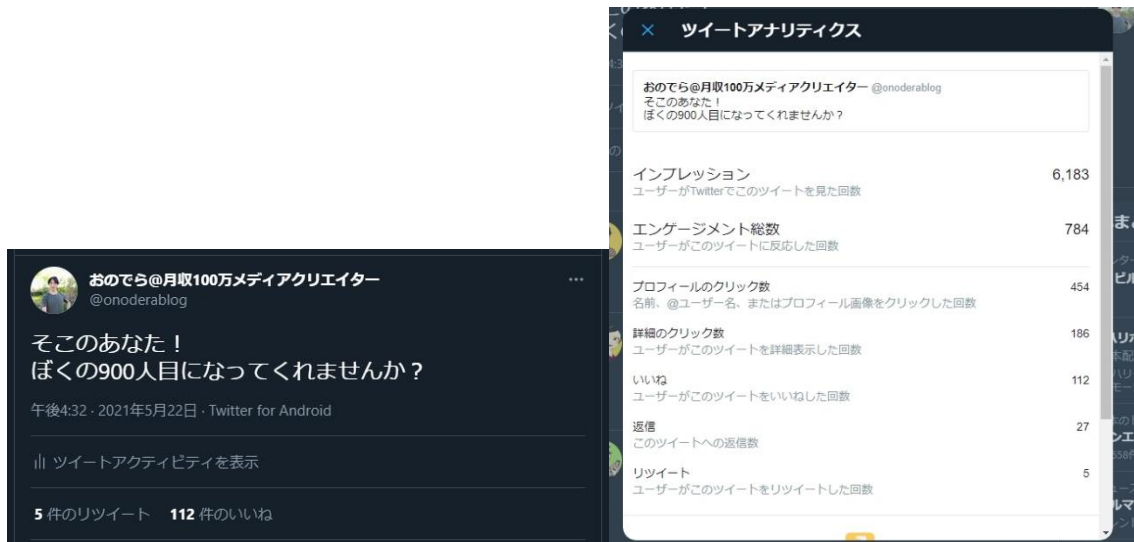 おのでら@月収100万メディアクリエイター
@onoderablog
そこのあなた！
ぼくの900人目になってくれませんか？
午後4:32 · 2021年5月22日 · Twitter for Android
ツイートアクティビティを表示
5 件のリツイート 112 件のいいね
ツイートアナリティクス
おのでら@月収100万メディアクリエイター @onoderablog
そこのあなた！
ぼくの900人目になってくれませんか？
インプレッション 6,183
ユーザーがTwitterでこのツイートを見た回数
エンゲージメント総数 784
ユーザーがこのツイートに反応した回数
プロフィールのクリック数 454
名前、@ユーザー名、またはプロフィール画像をクリックした回数
詳細のクリック数 186
ユーザーがこのツイートを詳細表示した回数
いいね 112
ユーザーがこのツイートをいいねした回数
返信 27
このツイートへの返信数
リツイート 5
ユーザーがこのツイートをリツイートした回数